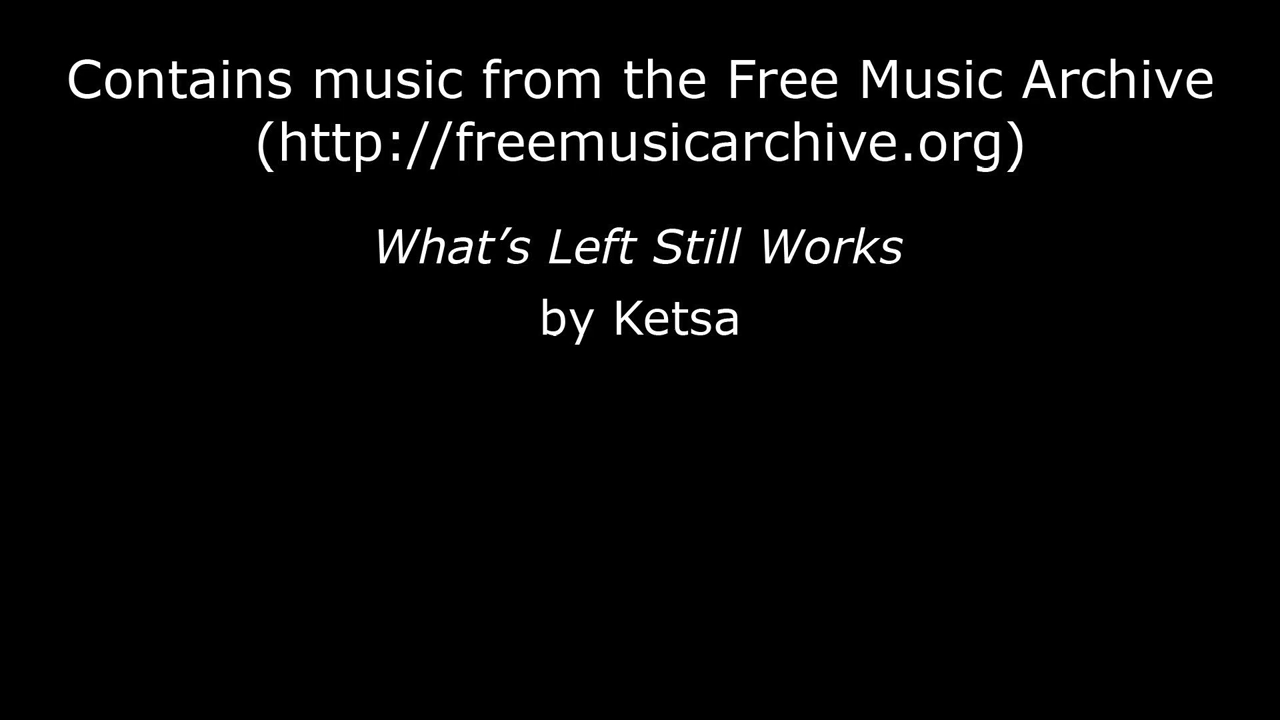 Contains music from the Free Music Archive
(http://freemusicarchive.org)
What’s Left Still Works
by Ketsa